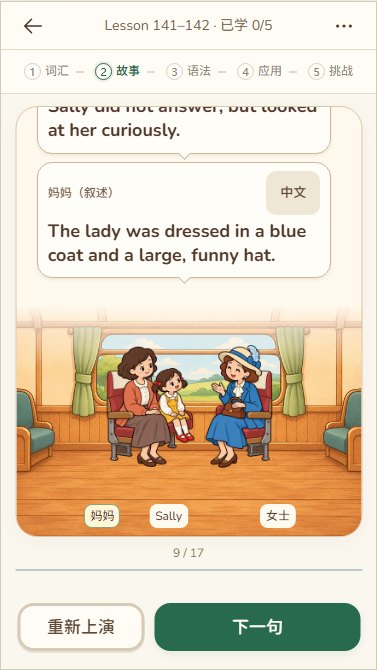 Lesson 141–142 · 已学 0/5
1 词汇 2 故事 3 语法 4 应用 5 挑战
Sally did not answer, but looked
at her curiously.
妈妈（叙述） 中文
The lady was dressed in a blue
coat and a large, funny hat.
妈妈 Sally 女士
9 / 17
重新上演 下一句